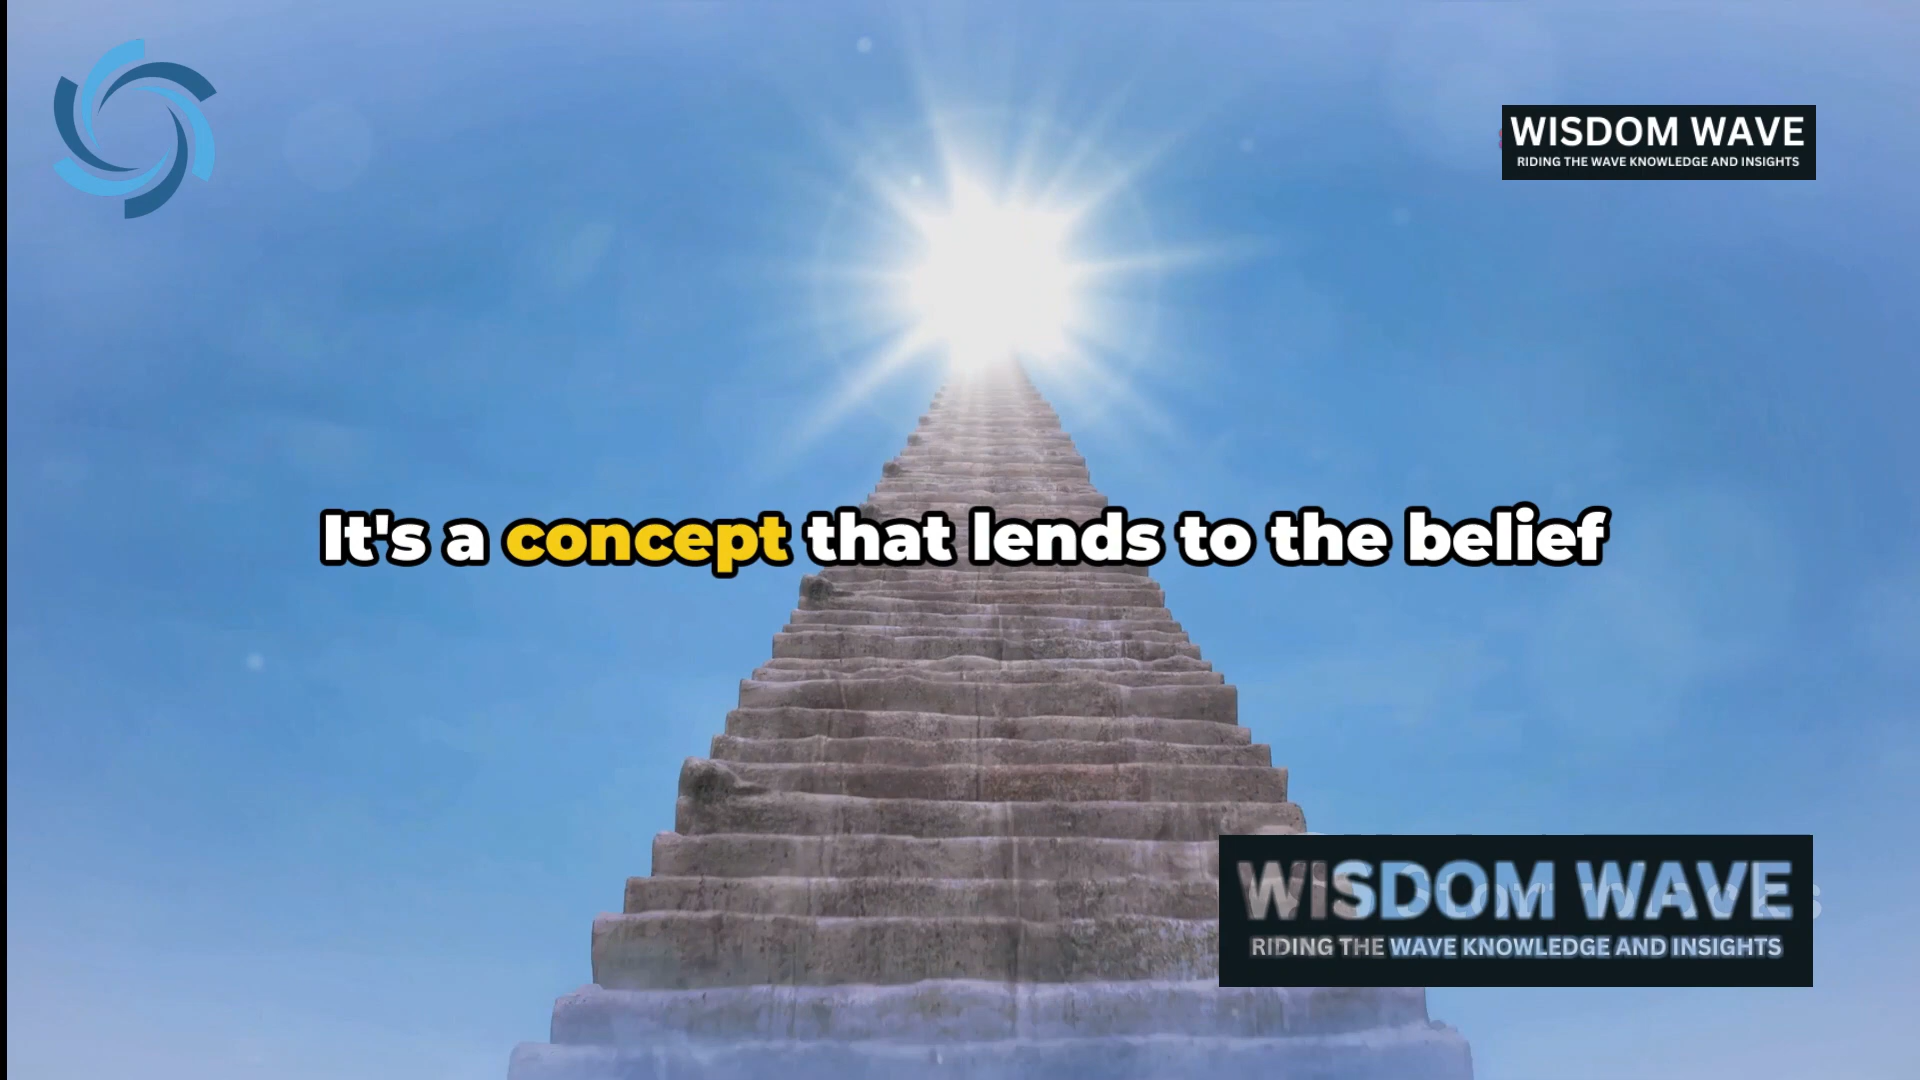 WISDOM WAVE
RIDING THE WAVE KNOWLEDGE AND INSIGHTS
It's a concept that lends to the belief
WISDOM WAVE
RIDING THE WAVE KNOWLEDGE AND INSIGHTS